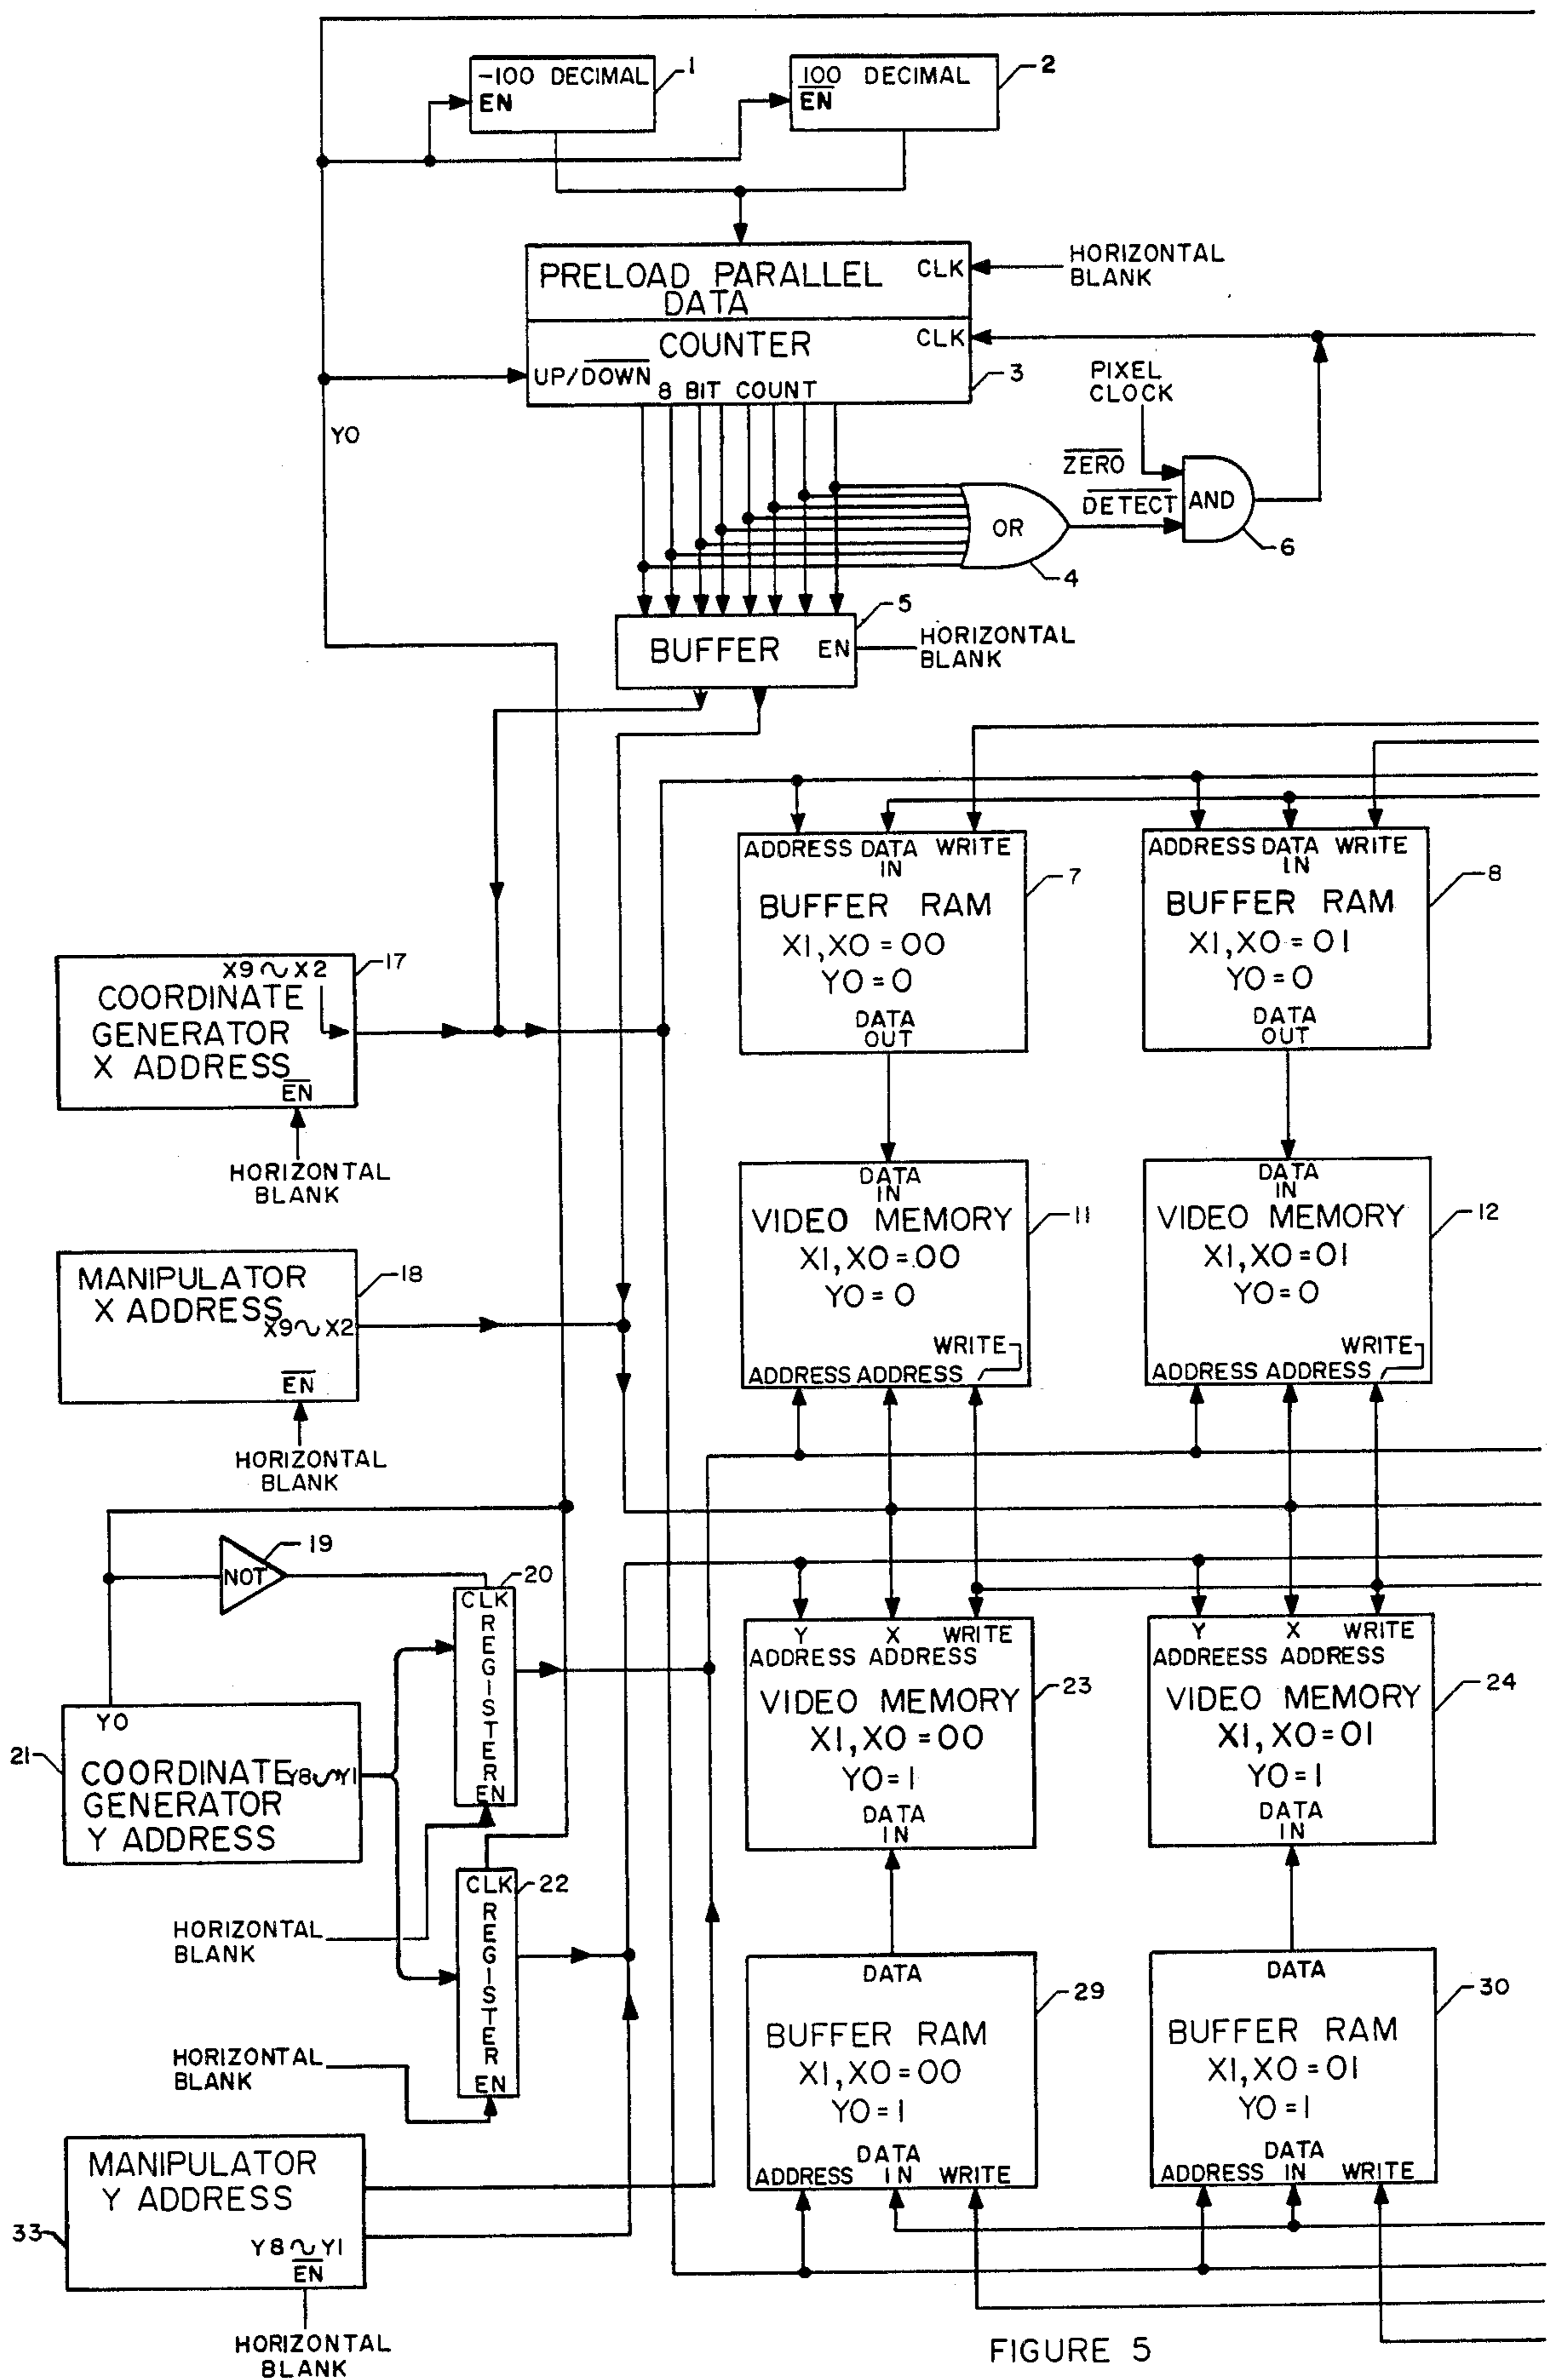 -100 DECIMAL
EN
1
100 DECIMAL
EN
2
PRELOAD PARALLEL
DATA
CLK
HORIZONTAL
BLANK
COUNTER
CLK
UP/DOWN
8 BIT COUNT
3
PIXEL
CLOCK
YO
ZERO
DETECT
AND
6
OR
4
5
BUFFER EN
HORIZONTAL
BLANK
ADDRESS DATA WRITE
IN
BUFFER RAM
X1, X0 = 00
Y0 = 0
DATA
OUT
7
ADDRESS DATA WRITE
IN
BUFFER RAM
X1, X0 = 01
Y0 = 0
DATA
OUT
8
X9 ~ X2
COORDINATE
GENERATOR
X ADDRESS
EN
17
HORIZONTAL
BLANK
DATA
IN
VIDEO MEMORY
X1, X0 = 00
Y0 = 0
WRITE
ADDRESS ADDRESS
11
DATA
IN
VIDEO MEMORY
X1, X0 = 01
Y0 = 0
WRITE
ADDRESS ADDRESS
12
MANIPULATOR
X ADDRESS
X9 ~ X2
EN
18
HORIZONTAL
BLANK
NOT
19
20
CLK
REGISTER
EN
Y X WRITE
ADDRESS ADDRESS
VIDEO MEMORY
X1, X0 = 00
Y0 = 1
DATA
IN
23
Y X WRITE
ADDREESS ADDRESS
VIDEO MEMORY
X1, X0 = 01
Y0 = 1
DATA
IN
24
YO
21
COORDINATE Y8 ~ Y1
GENERATOR
Y ADDRESS
CLK
22
REGISTER
EN
HORIZONTAL
BLANK
HORIZONTAL
BLANK
DATA
BUFFER RAM
X1, X0 = 00
Y0 = 1
DATA
ADDRESS IN WRITE
29
DATA
BUFFER RAM
X1, X0 = 01
Y0 = 1
DATA
ADDRESS IN WRITE
30
MANIPULATOR
Y ADDRESS
33
Y8 ~ Y1
EN
HORIZONTAL
BLANK
FIGURE 5